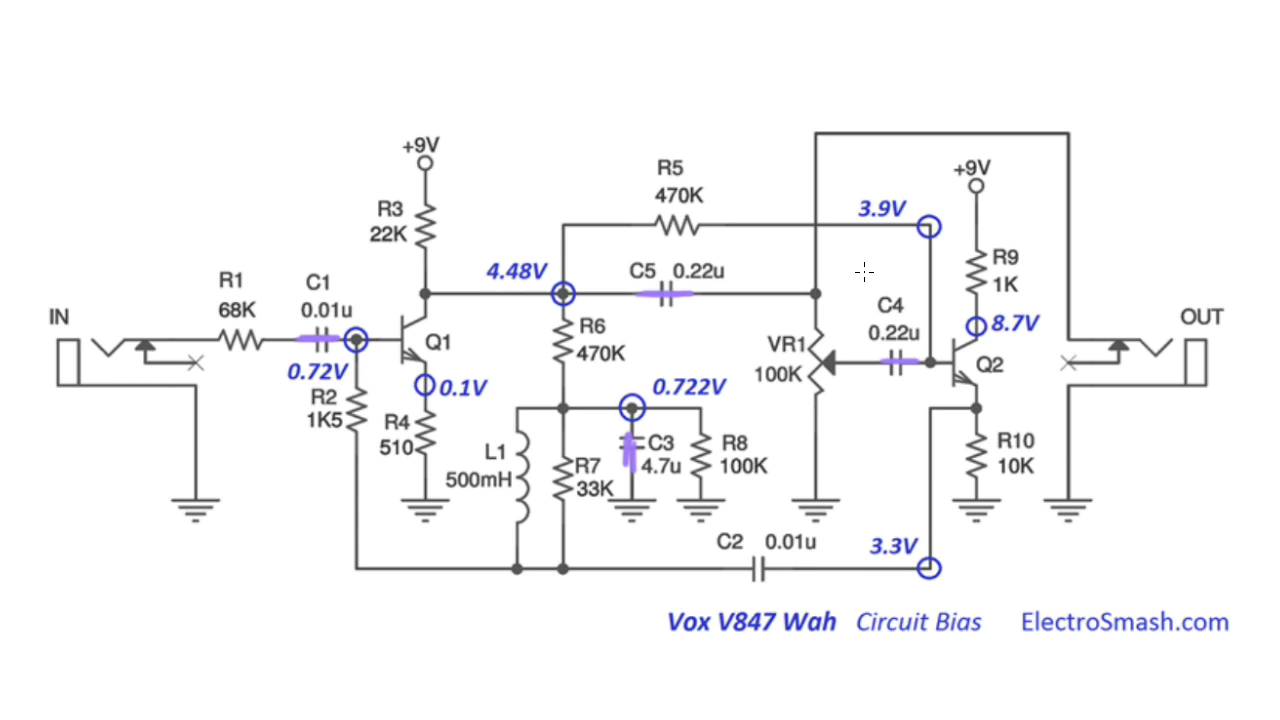 +9V
R5
470K
+9V
R3
22K
3.9V
4.48V
C5 0.22u
R9
1K
R1
68K
C1
0.01u
C4
0.22u
8.7V
IN
OUT
Q1
R6
470K
VR1
100K
Q2
0.72V
0.1V
0.722V
R2
1K5
R4
510
L1
500mH
R7
33K
C3
4.7u
R8
100K
R10
10K
C2 0.01u
3.3V
Vox V847 Wah Circuit Bias ElectroSmash.com